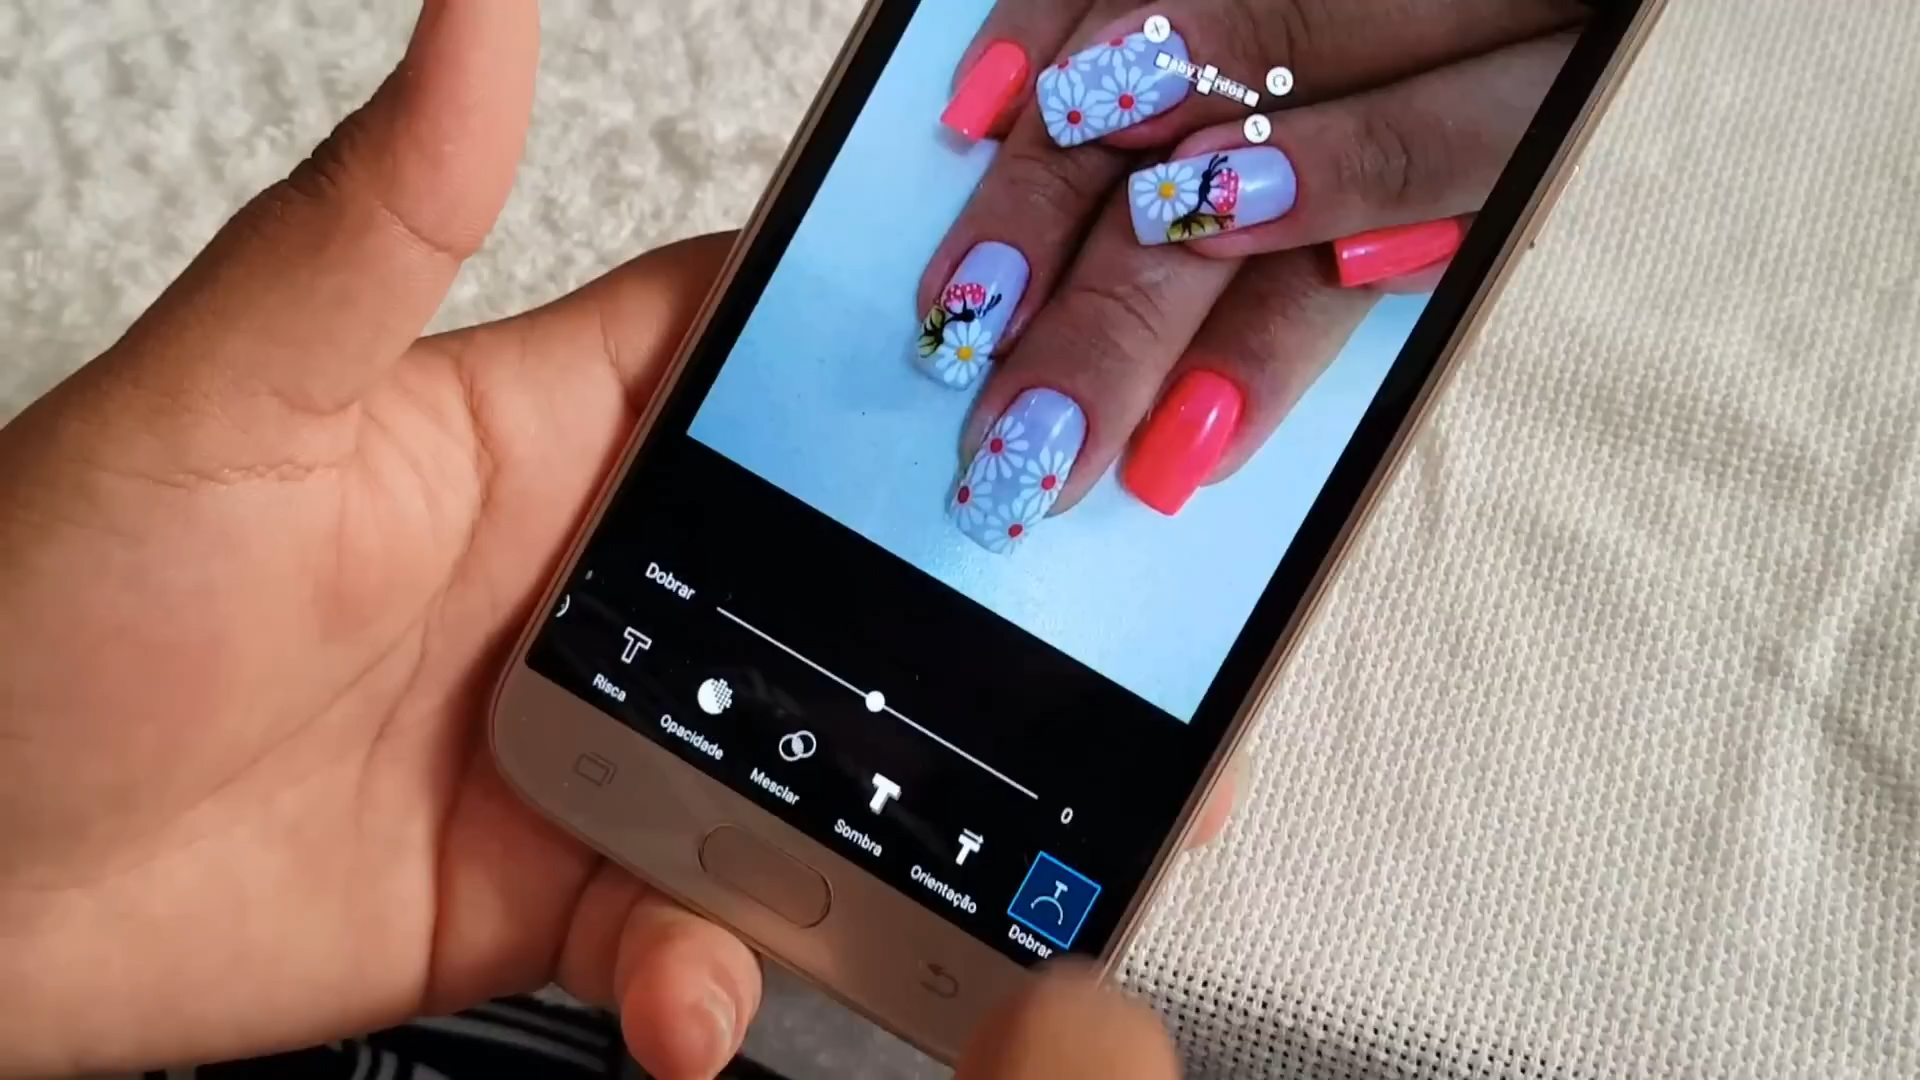 Dobrar
0
Risca
Opacidade
Mesclar
Sombra
Orientação
Dobrar